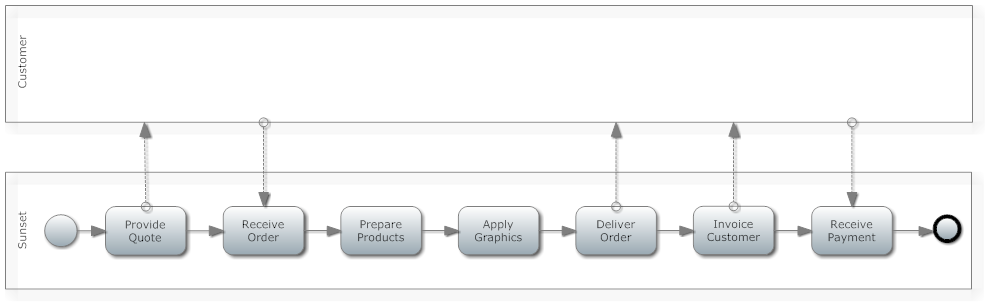 Customer
Sunset
Provide
Quote
Receive
Order
Prepare
Products
Apply
Graphics
Deliver
Order
Invoice
Customer
Receive
Payment